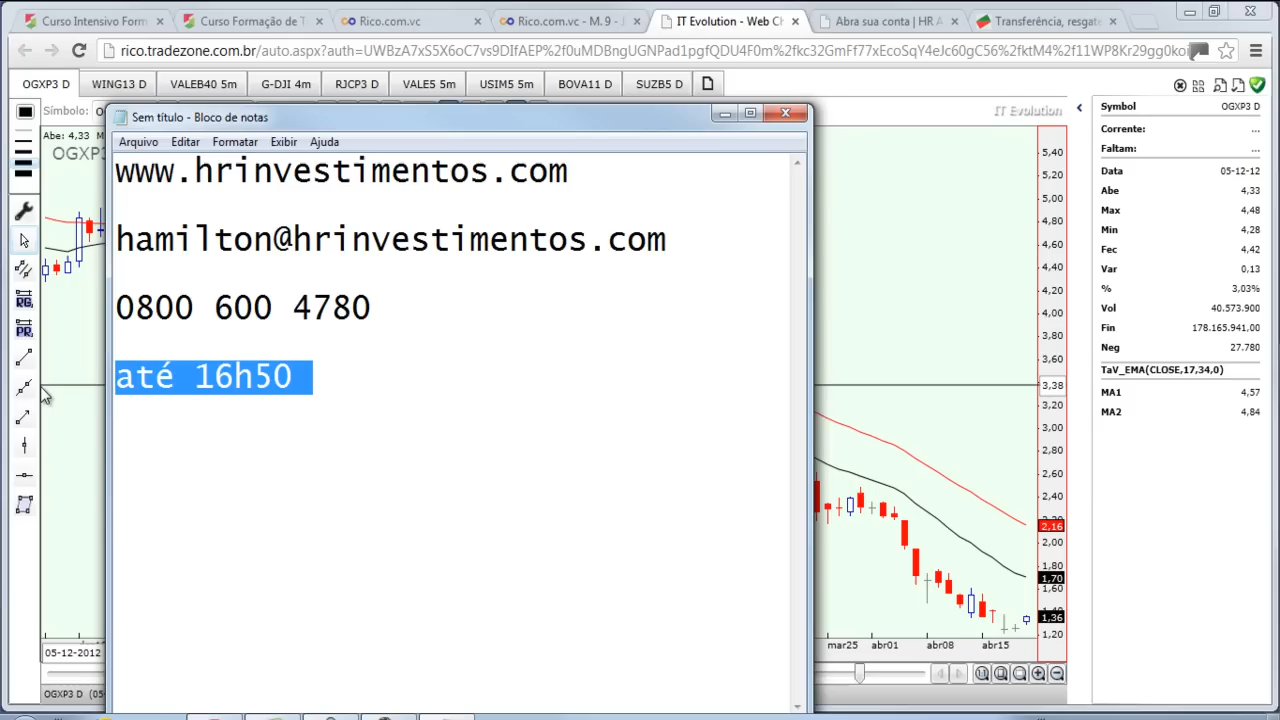 Curso Intensivo Form
Curso Formação de T
Rico.com.vc
Rico.com.vc - M. 9 -
IT Evolution - Web Ch
Abra sua conta | HR A
Transferência, resgate
rico.tradezone.com.br/auto.aspx?auth=UWBzA7xS5X6oC7vs9DIfAEP%2f0uMDBngUGNPad1pgfQDU4F0m%2fkc32GmFf77xEcoSqY4eJc60gC56%2fktM4%2f11WP8Kr29gg0koi
OGXP3 D
WING13 D
VALEB40 5m
G-DJI 4m
RJCP3 D
VALE5 5m
USIM5 5m
BOVA11 D
SUZB5 D
Símbolo:
IT Evolution
Abe: 4,33
OGXP3
Sem título - Bloco de notas
Arquivo Editar Formatar Exibir Ajuda
www.hrinvestimentos.com
hamilton@hrinvestimentos.com
0800 600 4780
até 16h50
RG
PR
5,40
5,20
5,00
4,80
4,60
4,40
4,20
4,00
3,80
3,60
3,38
3,20
3,00
2,80
2,60
2,40
2,16
2,00
1,80
1,70
1,60
1,36
1,20
mar25
abr01
abr08
abr15
05-12-2012
OGXP3 D
Symbol OGXP3 D
Corrente: ...
Faltam: ...
Data 05-12-12
Abe 4,33
Max 4,48
Min 4,28
Fec 4,42
Var 0,13
% 3,03%
Vol 40.573.900
Fin 178.165.941,00
Neg 27.780
TaV_EMA(CLOSE,17,34,0)
MA1 4,57
MA2 4,84